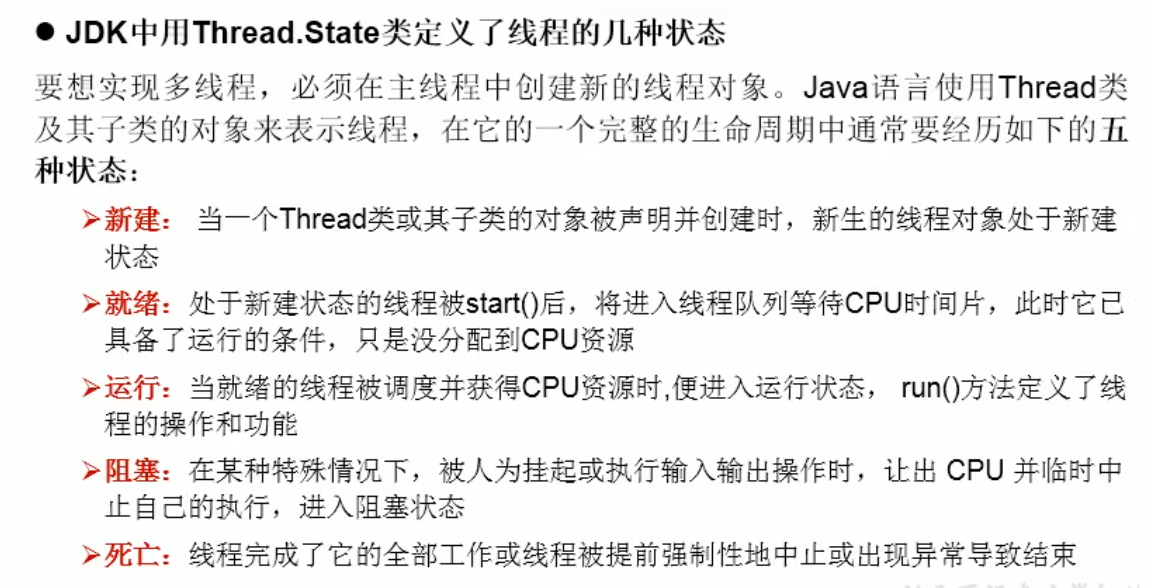 ● JDK中用Thread.State类定义了线程的几种状态
要想实现多线程，必须在主线程中创建新的线程对象。Java语言使用Thread类
及其子类的对象来表示线程，在它的一个完整的生命周期中通常要经历如下的五
种状态：
➢新建： 当一个Thread类或其子类的对象被声明并创建时，新生的线程对象处于新建
状态
➢就绪：处于新建状态的线程被start()后，将进入线程队列等待CPU时间片，此时它已
具备了运行的条件，只是没分配到CPU资源
➢运行：当就绪的线程被调度并获得CPU资源时,便进入运行状态， run()方法定义了线
程的操作和功能
➢阻塞：在某种特殊情况下，被人为挂起或执行输入输出操作时，让出 CPU 并临时中
止自己的执行，进入阻塞状态
➢死亡：线程完成了它的全部工作或线程被提前强制性地中止或出现异常导致结束